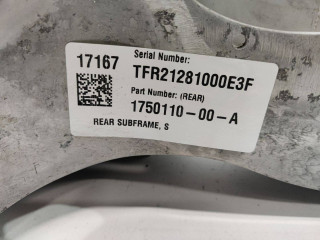 17167 Serial Number:
TFR21281000E3F
Part Number: (REAR)
1750110-00-A
REAR SUBFRAME, S